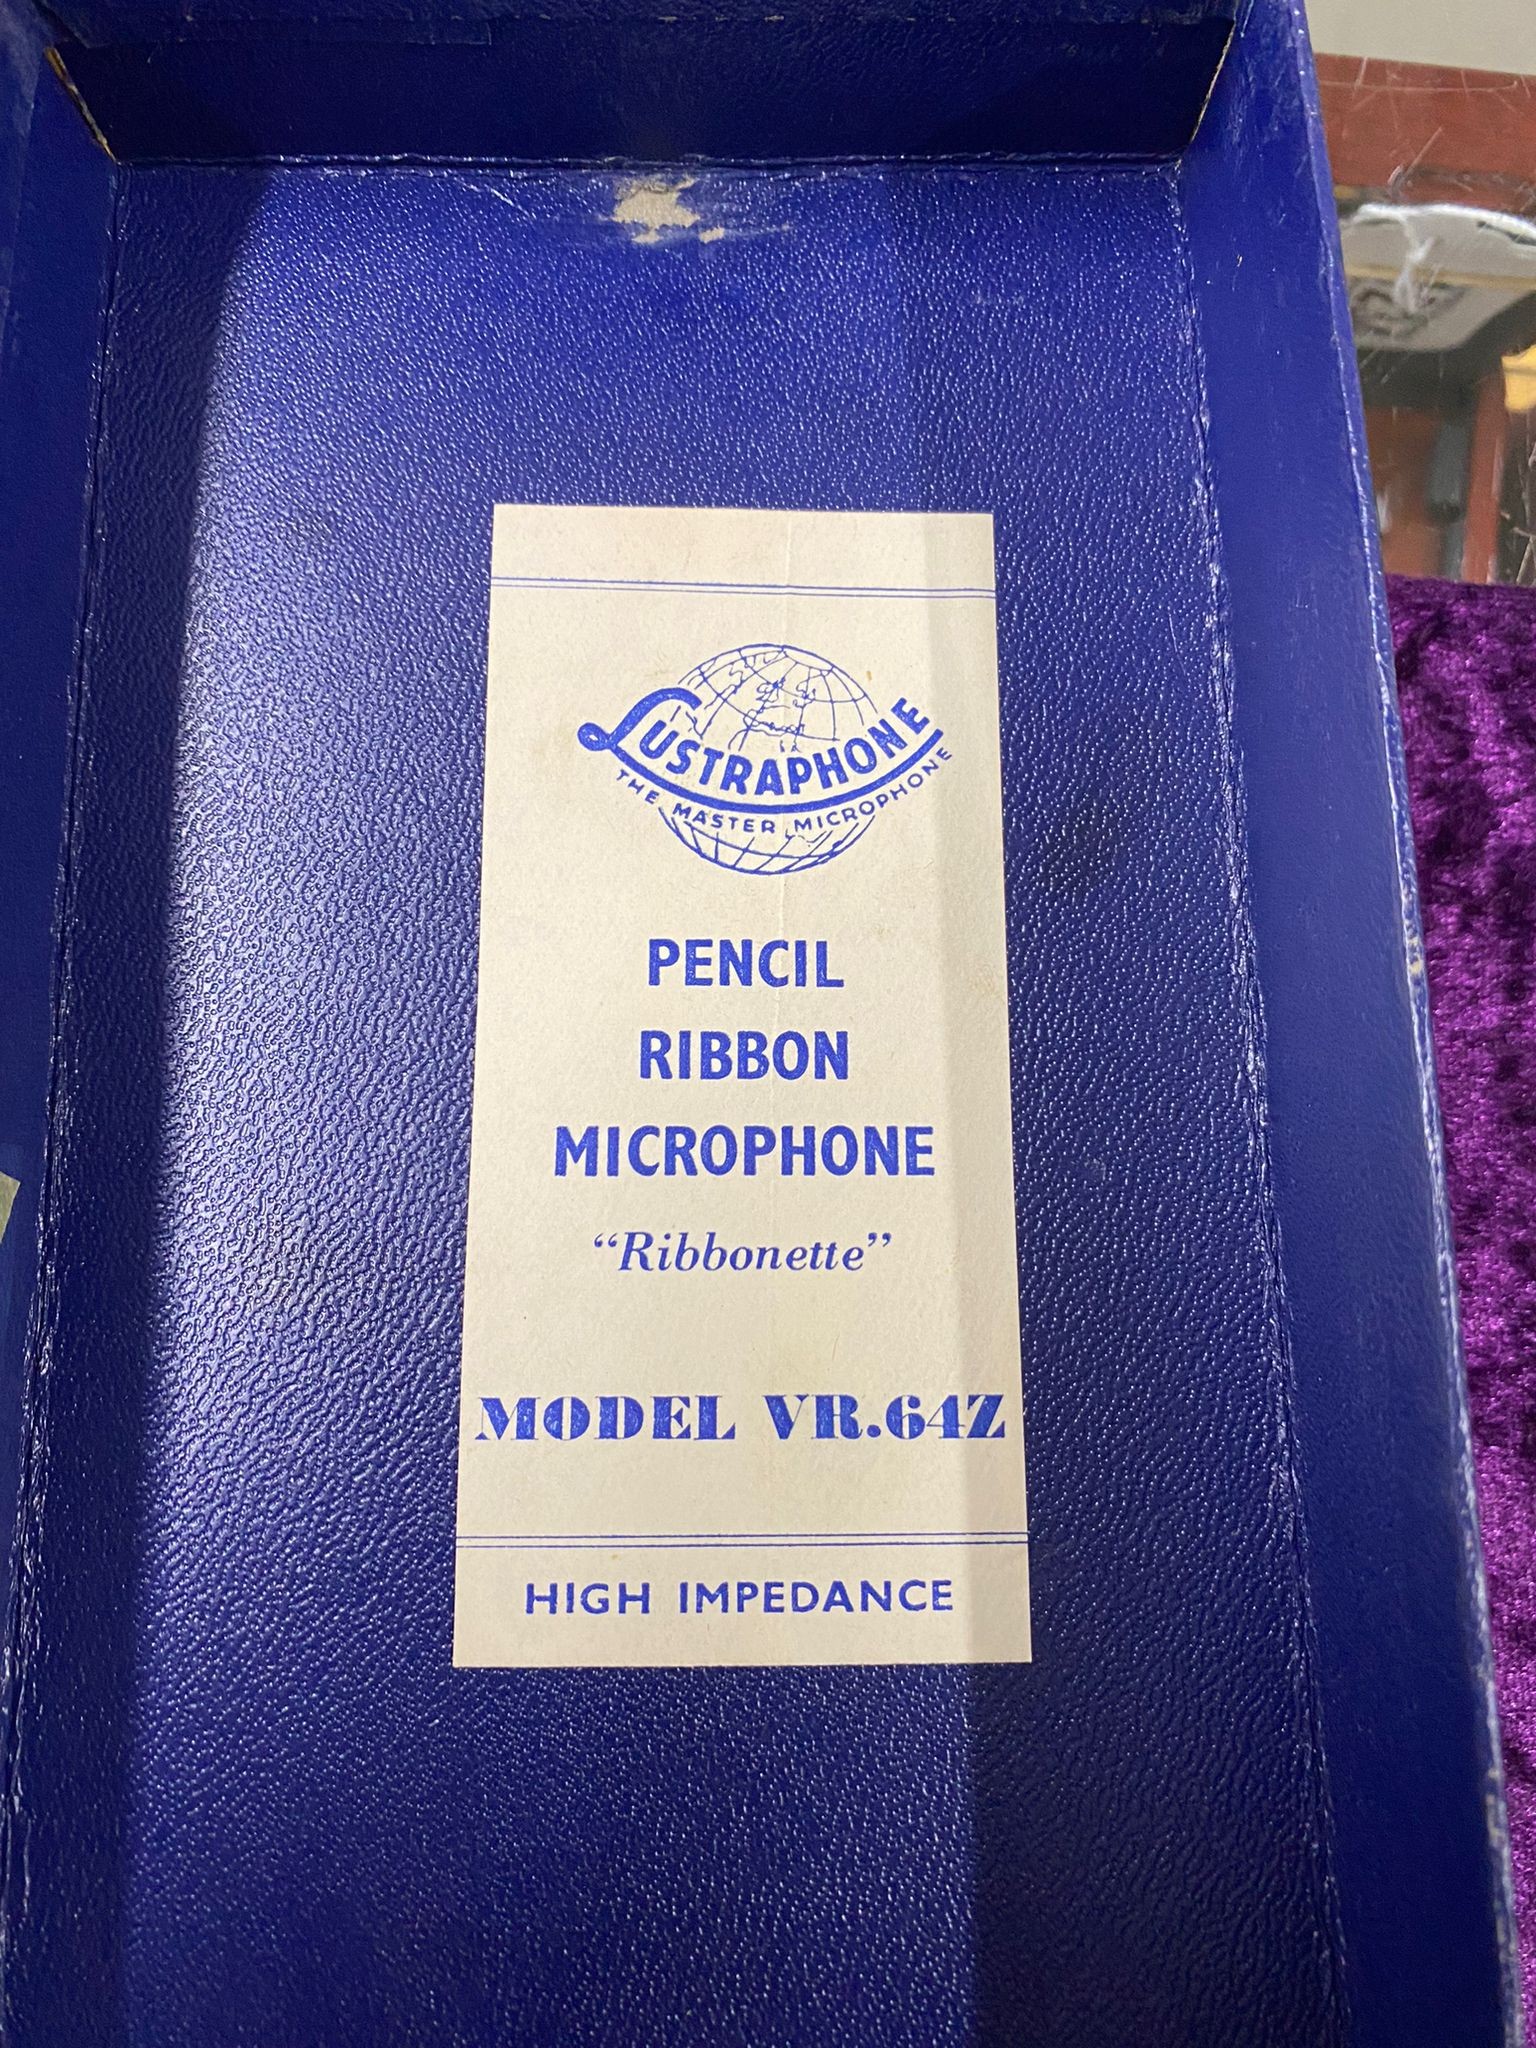 LUSTRAPHONE
THE MASTER MICROPHONE
PENCIL
RIBBON
MICROPHONE
“Ribbonette”
MODEL VR.64Z
HIGH IMPEDANCE